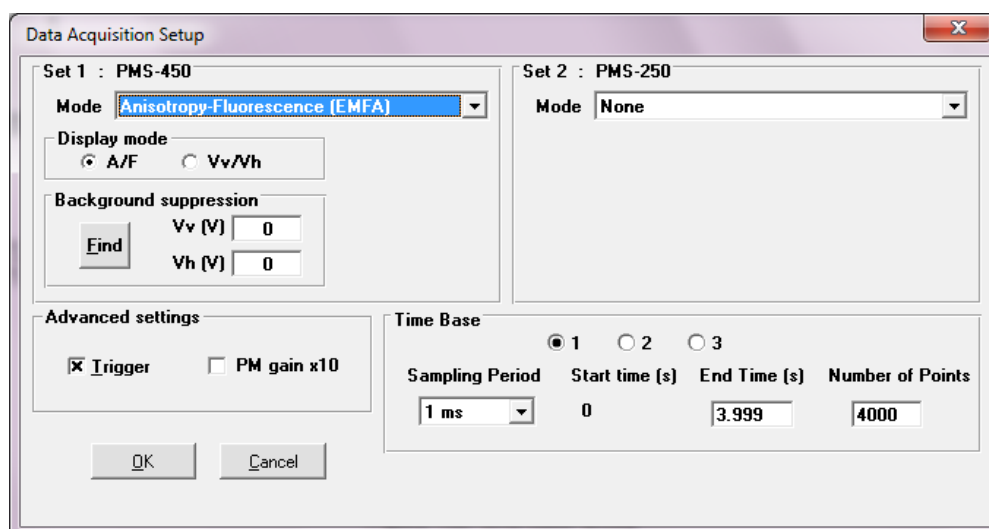 Data Acquisition Setup
Set 1 : PMS-450
Mode Anisotropy-Fluorescence (EMFA)
Display mode
A/F Vv/Vh
Background suppression
Find
Vv (V) 0
Vh (V) 0
Set 2 : PMS-250
Mode None
Advanced settings
Trigger PM gain x10
Time Base
1 2 3
Sampling Period Start time (s) End Time (s) Number of Points
1 ms 0 3.999 4000
OK Cancel